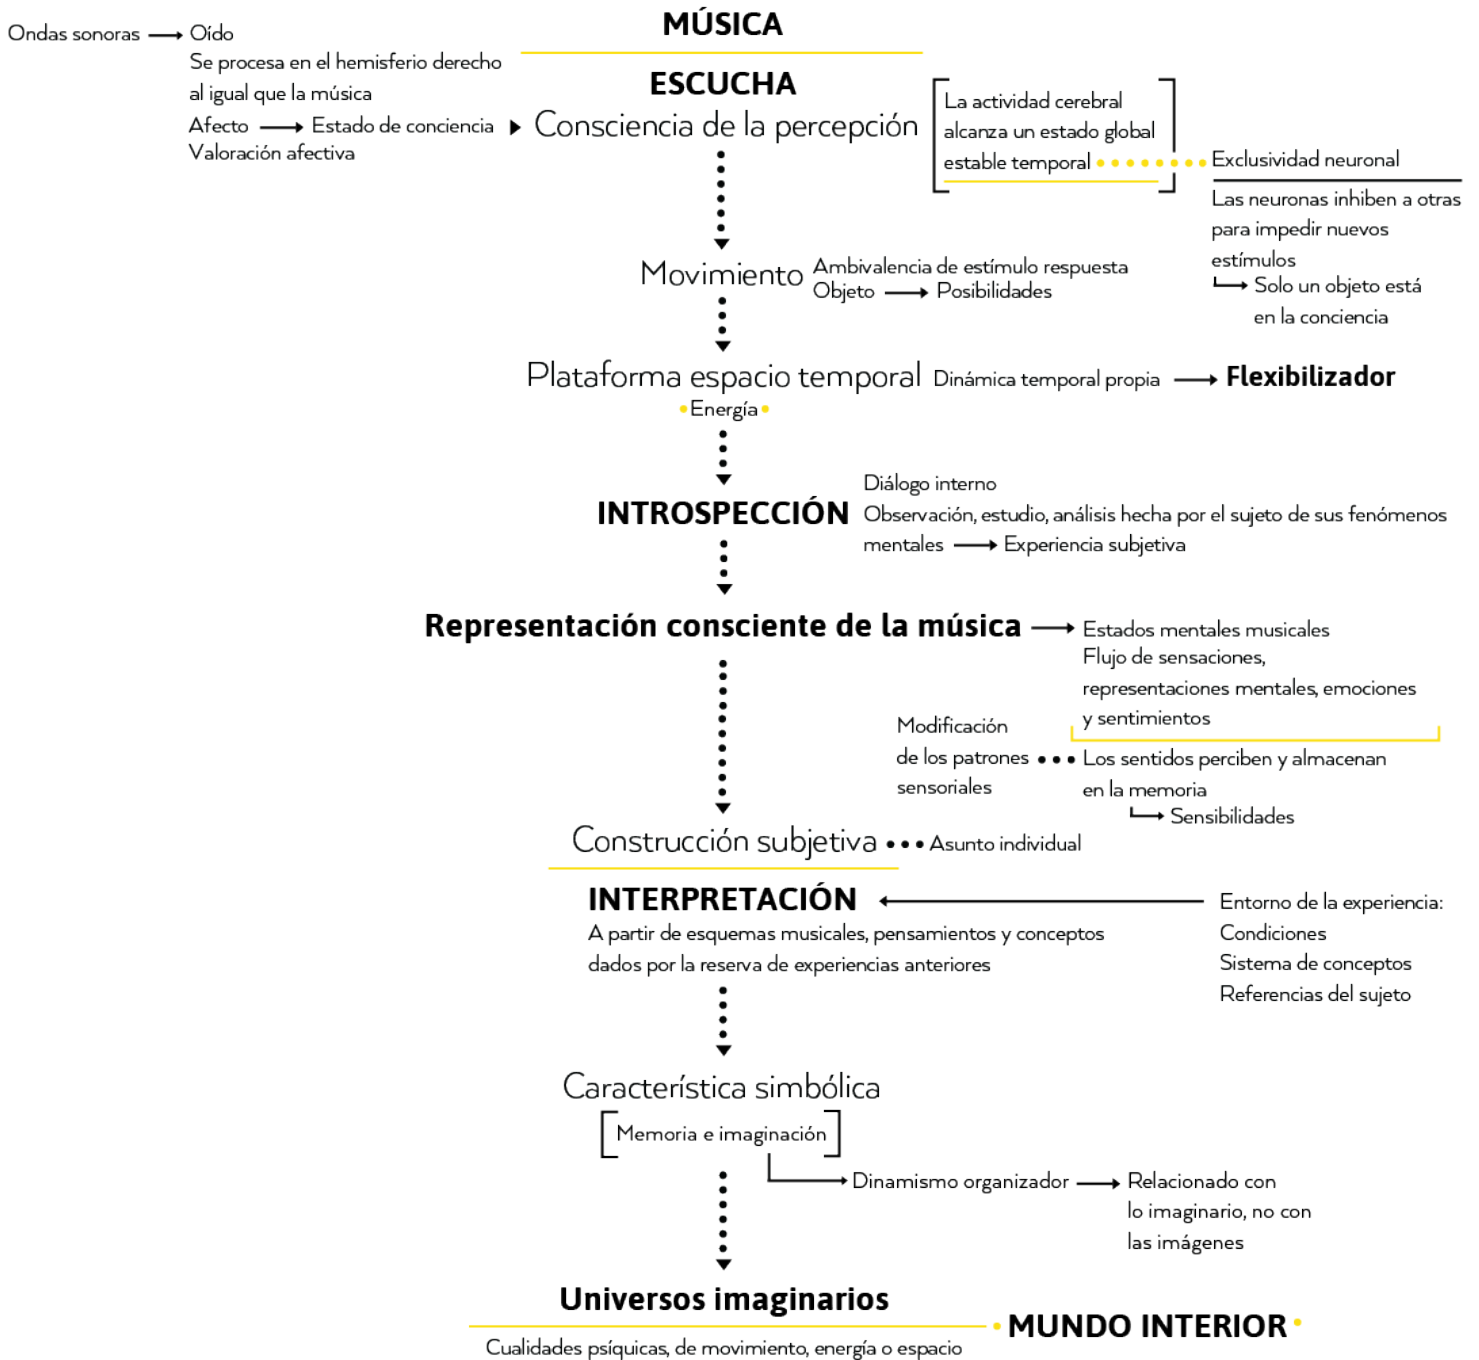 MÚSICA
Ondas sonoras
Oído
Se procesa en el hemisferio derecho
al igual que la música
Afecto
Estado de conciencia
Valoración afectiva
ESCUCHA
Consciencia de la percepción
La actividad cerebral
alcanza un estado global
estable temporal
Exclusividad neuronal
Las neuronas inhiben a otras
para impedir nuevos
estímulos
Solo un objeto está
en la conciencia
Movimiento
Ambivalencia de estímulo respuesta
Objeto
Posibilidades
Plataforma espacio temporal
Dinámica temporal propia
Flexibilizador
Energía
INTROSPECCIÓN
Diálogo interno
Observación, estudio, análisis hecha por el sujeto de sus fenómenos
mentales
Experiencia subjetiva
Representación consciente de la música
Estados mentales musicales
Flujo de sensaciones,
representaciones mentales, emociones
y sentimientos
Modificación
de los patrones
sensoriales
Los sentidos perciben y almacenan
en la memoria
Sensibilidades
Construcción subjetiva
Asunto individual
INTERPRETACIÓN
A partir de esquemas musicales, pensamientos y conceptos
dados por la reserva de experiencias anteriores
Entorno de la experiencia:
Condiciones
Sistema de conceptos
Referencias del sujeto
Característica simbólica
Memoria e imaginación
Dinamismo organizador
Relacionado con
lo imaginario, no con
las imágenes
Universos imaginarios
MUNDO INTERIOR
Cualidades psíquicas, de movimiento, energía o espacio